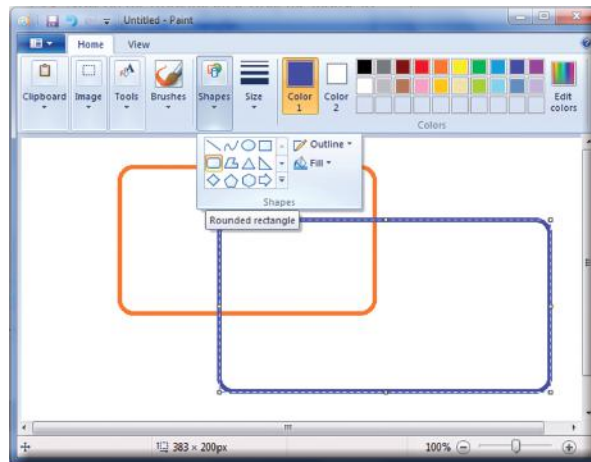 Untitled - Paint
Home View
Clipboard Image Tools Brushes Shapes Size Color 1 Color 2 Edit colors
Colors
Outline
Fill
Shapes
Rounded rectangle
383 × 200px 100%